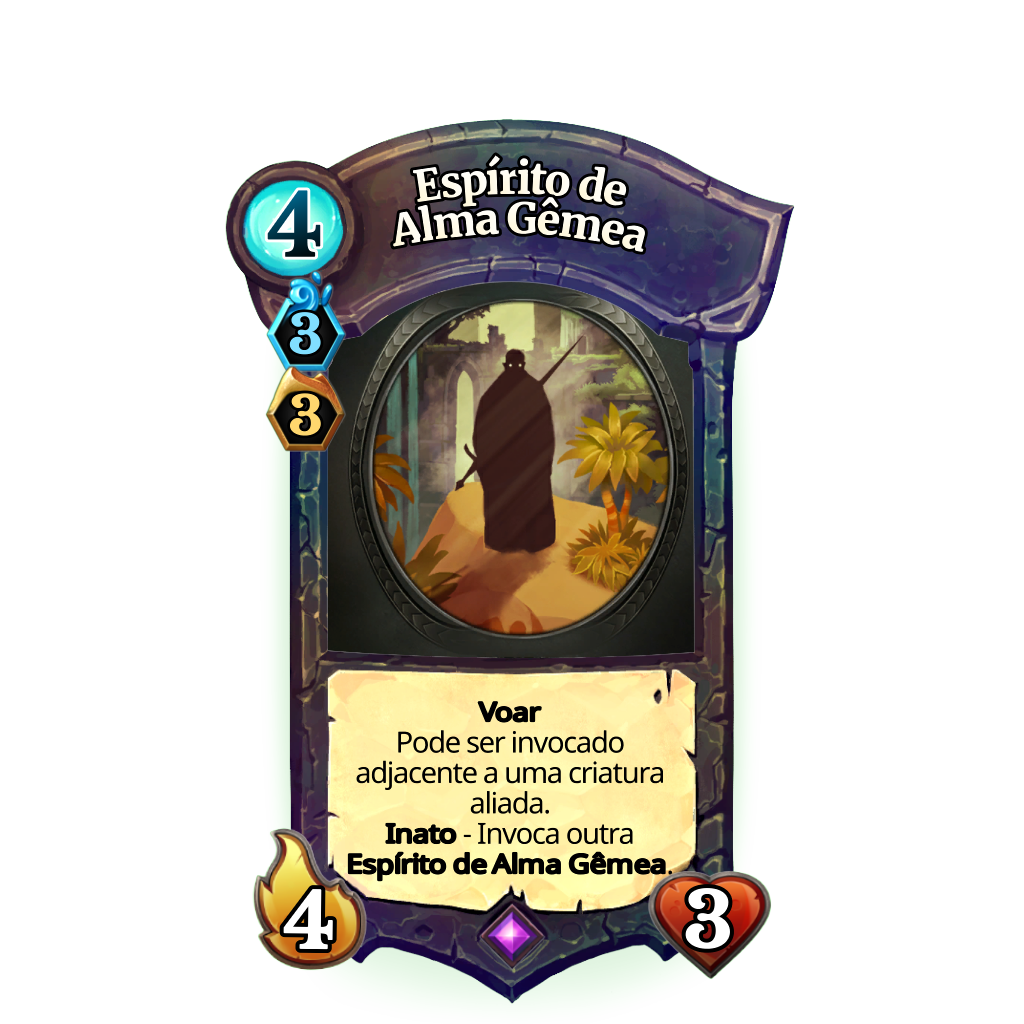 Espírito de
Alma Gêmea
4
3
3
Voar
Pode ser invocado
adjacente a uma criatura
aliada.
Inato - Invoca outra
Espírito de Alma Gêmea.
4
3